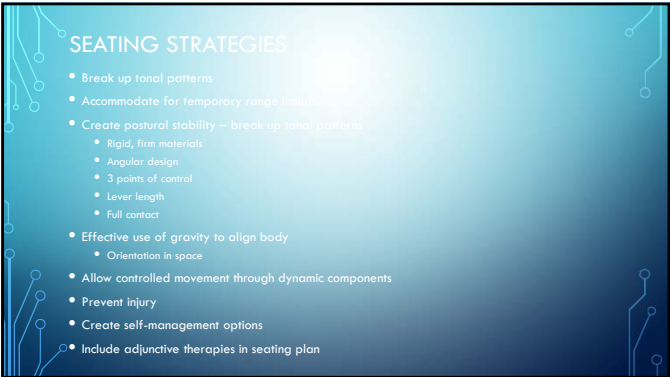 SEATING STRATEGIES
• Break up tonal patterns
• Accommodate for temporary range limitations
• Create postural stability – break up tonal patterns
• Rigid, firm materials
• Angular design
• 3 points of control
• Lever length
• Full contact
• Effective use of gravity to align body
• Orientation in space
• Allow controlled movement through dynamic components
• Prevent injury
• Create self-management options
• Include adjunctive therapies in seating plan